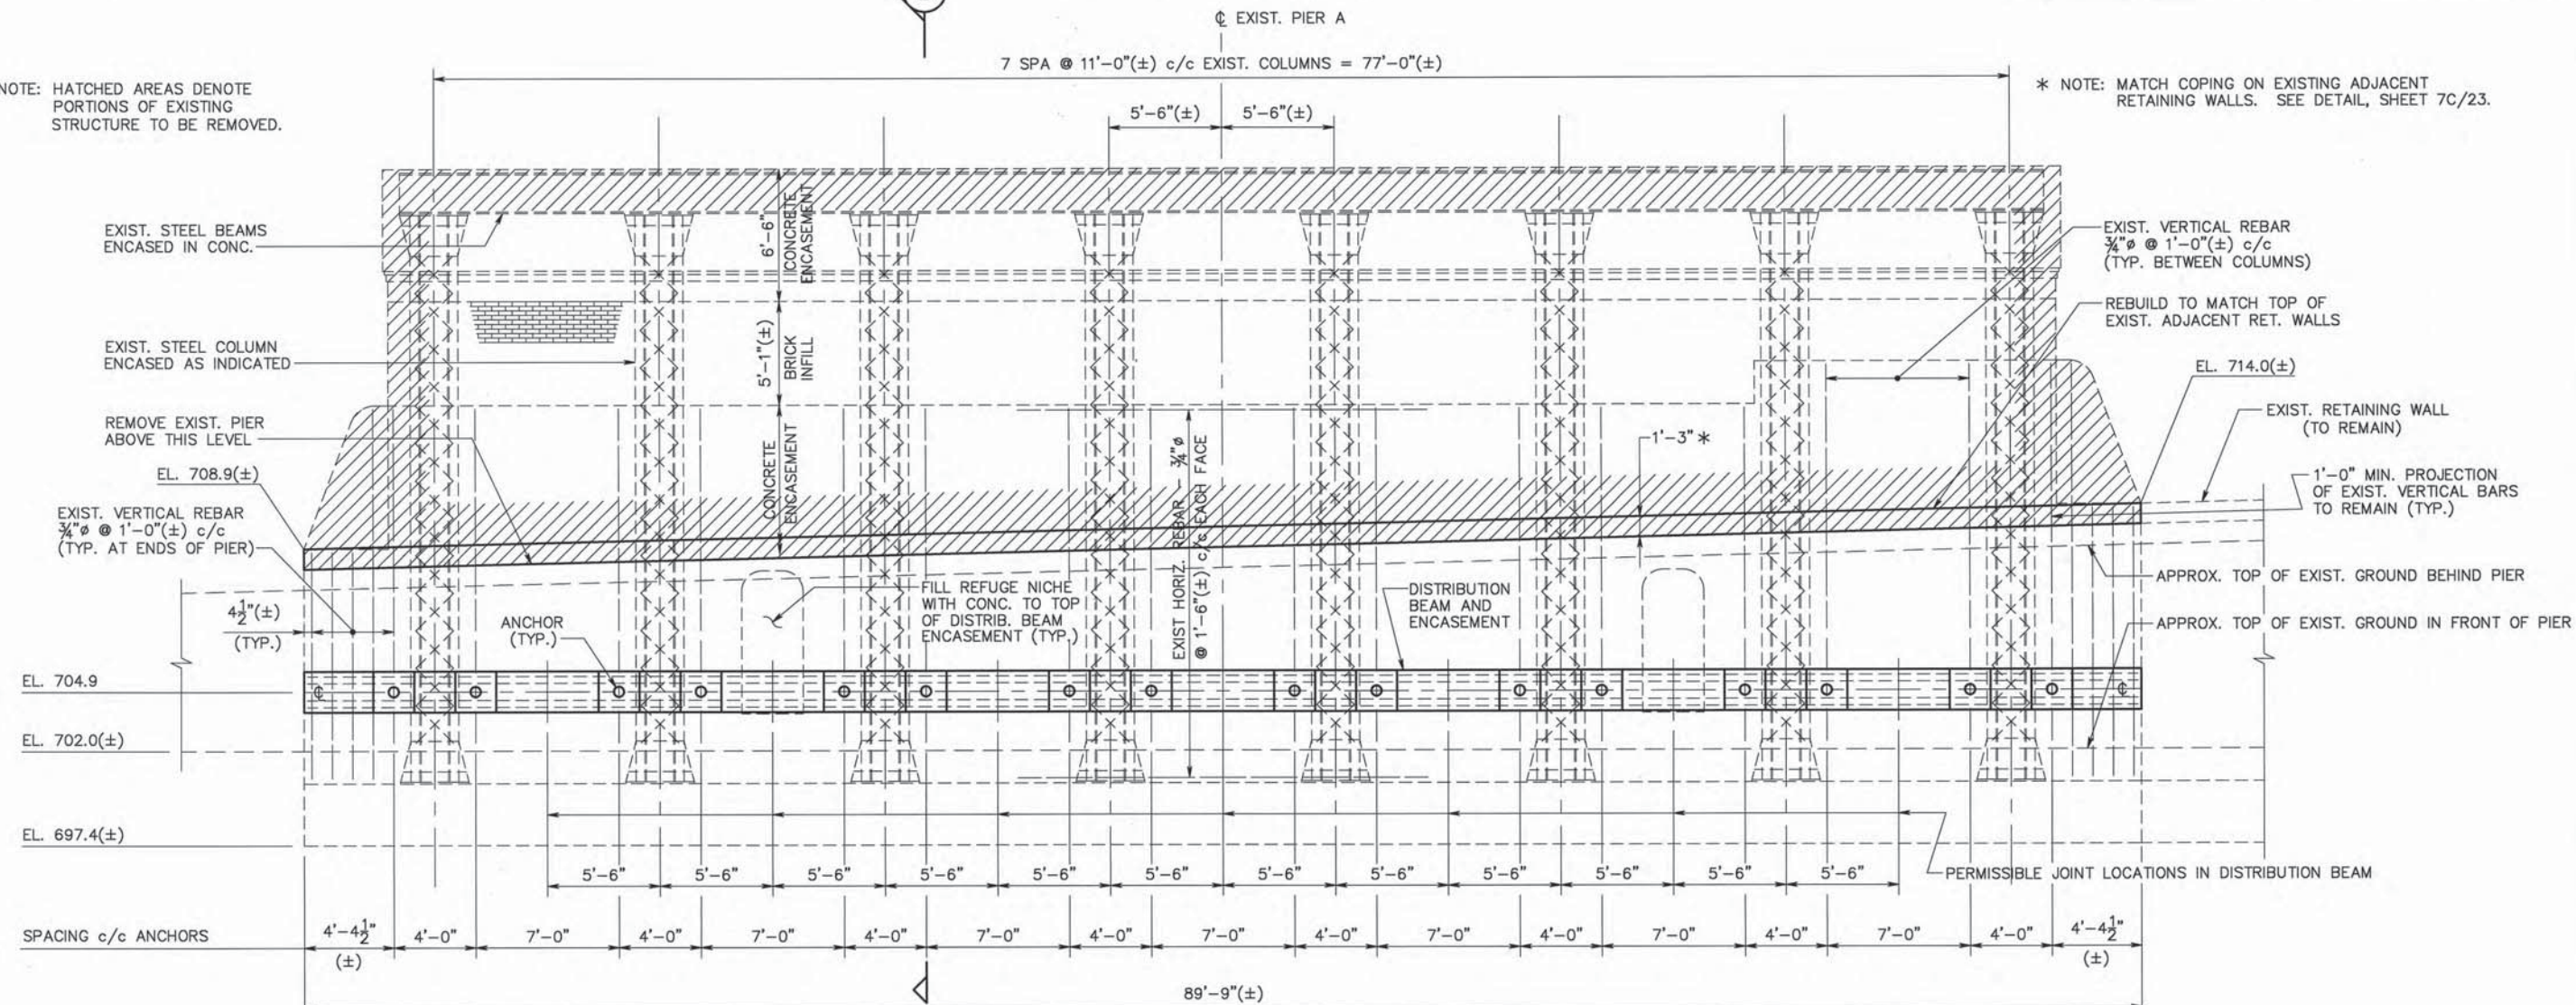 ℄ EXIST. PIER A
7 SPA @ 11'-0"(±) c/c EXIST. COLUMNS = 77'-0"(±)
NOTE: HATCHED AREAS DENOTE
PORTIONS OF EXISTING
STRUCTURE TO BE REMOVED.
* NOTE: MATCH COPING ON EXISTING ADJACENT
RETAINING WALLS. SEE DETAIL, SHEET 7C/23.
5'-6"(±) 5'-6"(±)
EXIST. STEEL BEAMS
ENCASED IN CONC.
6'-6"
CONCRETE
ENCASEMENT
EXIST. VERTICAL REBAR
¾"ø @ 1'-0"(±) c/c
(TYP. BETWEEN COLUMNS)
REBUILD TO MATCH TOP OF
EXIST. ADJACENT RET. WALLS
EXIST. STEEL COLUMN
ENCASED AS INDICATED
5'-1"(±)
BRICK
INFILL
EL. 714.0(±)
REMOVE EXIST. PIER
ABOVE THIS LEVEL
CONCRETE
ENCASEMENT
EXIST. RETAINING WALL
(TO REMAIN)
1'-3" *
EL. 708.9(±)
1'-0" MIN. PROJECTION
OF EXIST. VERTICAL BARS
TO REMAIN (TYP.)
EXIST. VERTICAL REBAR
¾"ø @ 1'-0"(±) c/c
(TYP. AT ENDS OF PIER)
EXIST HORIZ. REBAR - ¾"ø
@ 1'-6"(±) c/c EACH FACE
APPROX. TOP OF EXIST. GROUND BEHIND PIER
4½"(±)
(TYP.)
ANCHOR
(TYP.)
FILL REFUGE NICHE
WITH CONC. TO TOP
OF DISTRIB. BEAM
ENCASEMENT (TYP.)
DISTRIBUTION
BEAM AND
ENCASEMENT
APPROX. TOP OF EXIST. GROUND IN FRONT OF PIER
EL. 704.9
℄ ℄
EL. 702.0(±)
EL. 697.4(±)
5'-6" 5'-6" 5'-6" 5'-6" 5'-6" 5'-6" 5'-6" 5'-6" 5'-6" 5'-6" 5'-6" 5'-6"
PERMISSIBLE JOINT LOCATIONS IN DISTRIBUTION BEAM
SPACING c/c ANCHORS 4'-4½" 4'-0" 7'-0" 4'-0" 7'-0" 4'-0" 7'-0" 4'-0" 7'-0" 4'-0" 7'-0" 4'-0" 7'-0" 4'-0" 7'-0" 4'-0" 4'-4½"
(±) (±)
89'-9"(±)